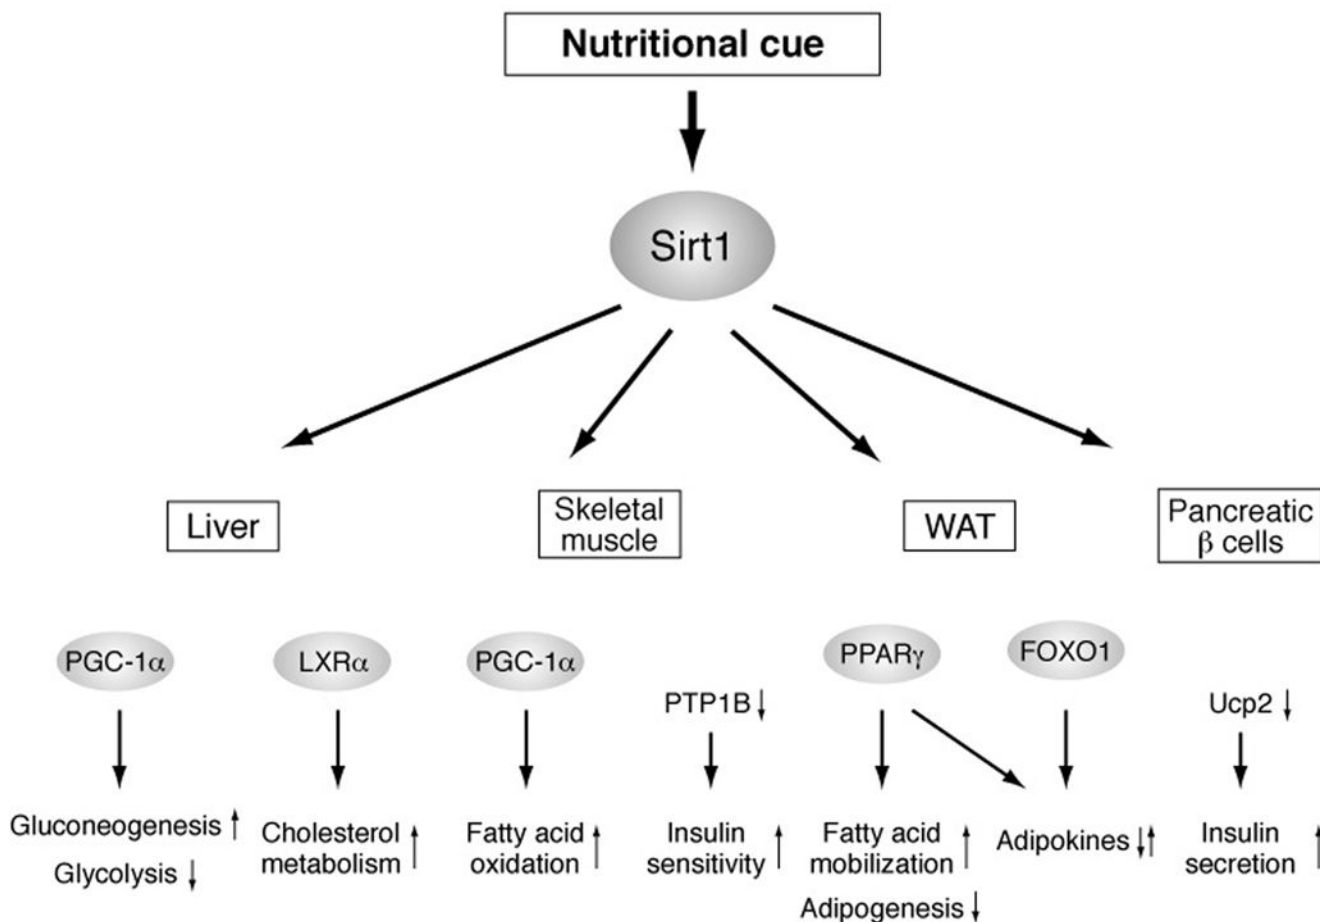 Nutritional cue
Sirt1
Liver
Skeletal
muscle
WAT
Pancreatic
β cells
PGC-1α
LXRα
PGC-1α
PTP1B ↓
PPARγ
FOXO1
Ucp2 ↓
Gluconeogenesis ↑
Glycolysis ↓
Cholesterol
metabolism ↑
Fatty acid
oxidation ↑
Insulin
sensitivity ↑
Fatty acid
mobilization ↑
Adipogenesis ↓
Adipokines ↓↑
Insulin
secretion ↑